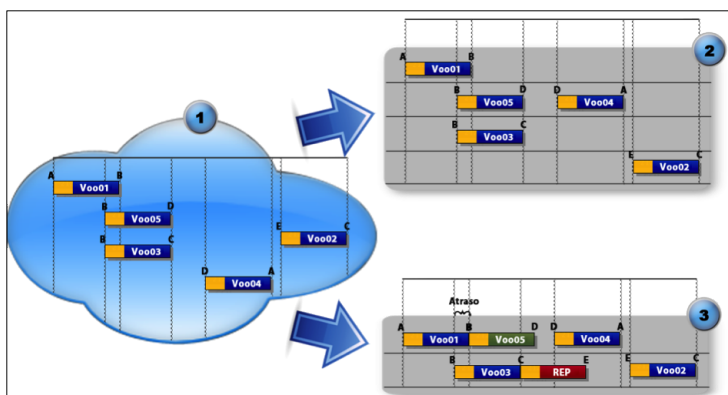 1
A B
Voo01
B D
Voo05
B C
Voo03
E C
Voo02
D A
Voo04
2
A B
Voo01
B D D A
Voo05 Voo04
B C
Voo03
E C
Voo02
3
Atraso
A B D D A
Voo01 Voo05 Voo04
B C E E C
Voo03 REP Voo02